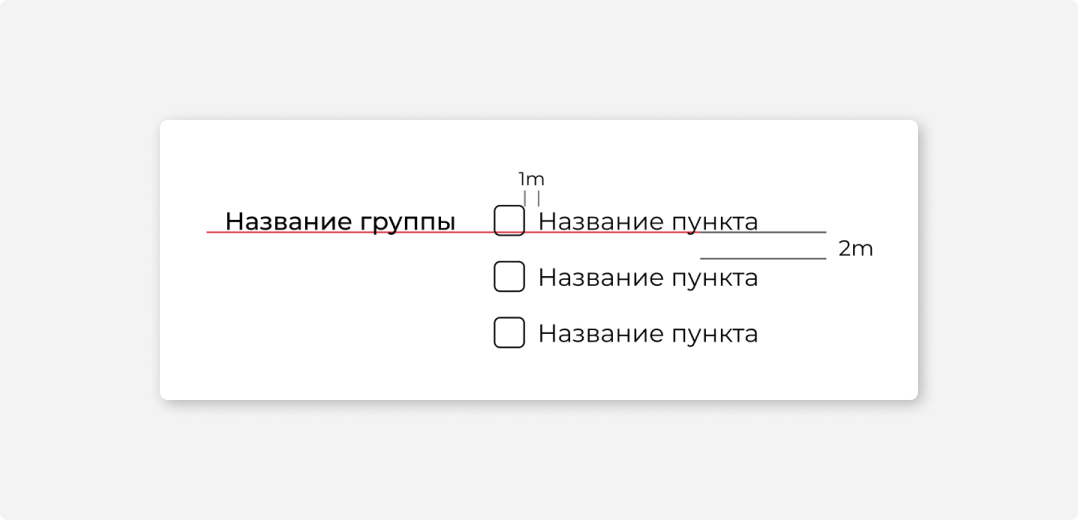 1m
Название группы Название пункта
2m
Название пункта
Название пункта